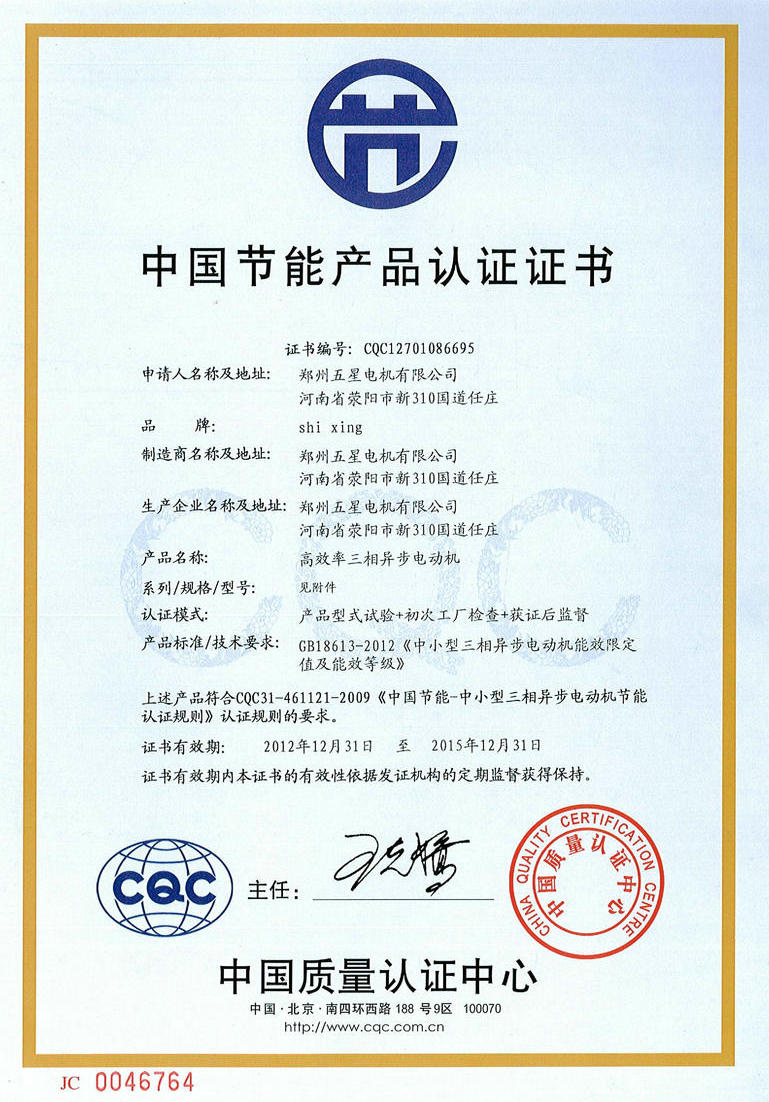 中国节能产品认证证书
证书编号: CQC12701086695
申请人名称及地址: 郑州五星电机有限公司
河南省荥阳市新310国道任庄
品 牌: shi xing
制造商名称及地址: 郑州五星电机有限公司
河南省荥阳市新310国道任庄
生产企业名称及地址: 郑州五星电机有限公司
河南省荥阳市新310国道任庄
产品名称: 高效率三相异步电动机
系列/规格/型号: 见附件
认证模式: 产品型式试验+初次工厂检查+获证后监督
产品标准/技术要求: GB18613-2012《中小型三相异步电动机能效限定
值及能效等级》
上述产品符合CQC31-461121-2009《中国节能-中小型三相异步电动机节能
认证规则》认证规则的要求。
证书有效期: 2012年12月31日 至 2015年12月31日
证书有效期内本证书的有效性依据发证机构的定期监督获得保持。
CQC
主任:
CHINA QUALITY CERTIFICATION CENTRE
中国质量认证中心
中国质量认证中心
中国·北京·南四环西路 188 号9区 100070
http://www.cqc.com.cn
JC 0046764